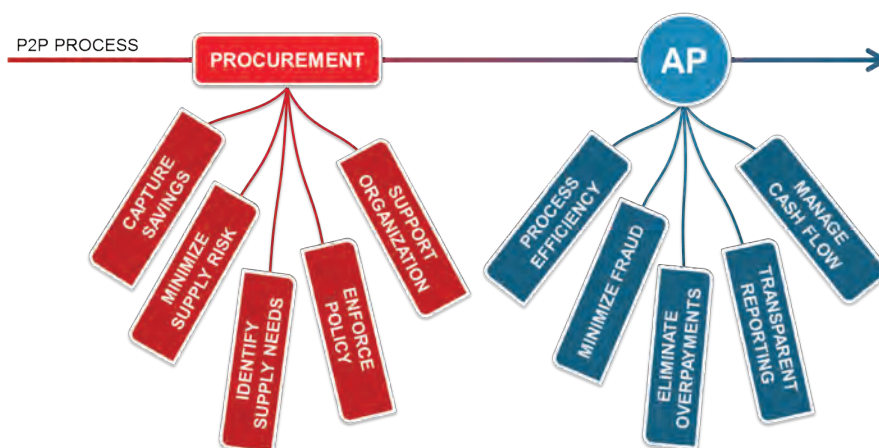 P2P PROCESS
PROCUREMENT
AP
CAPTURE
SAVINGS
MINIMIZE
SUPPLY RISK
IDENTIFY
SUPPLY NEEDS
ENFORCE
POLICY
SUPPORT
ORGANIZATION
PROCESS
EFFICIENCY
MINIMIZE FRAUD
ELIMINATE
OVERPAYMENTS
TRANSPARENT
REPORTING
MANAGE
CASH FLOW